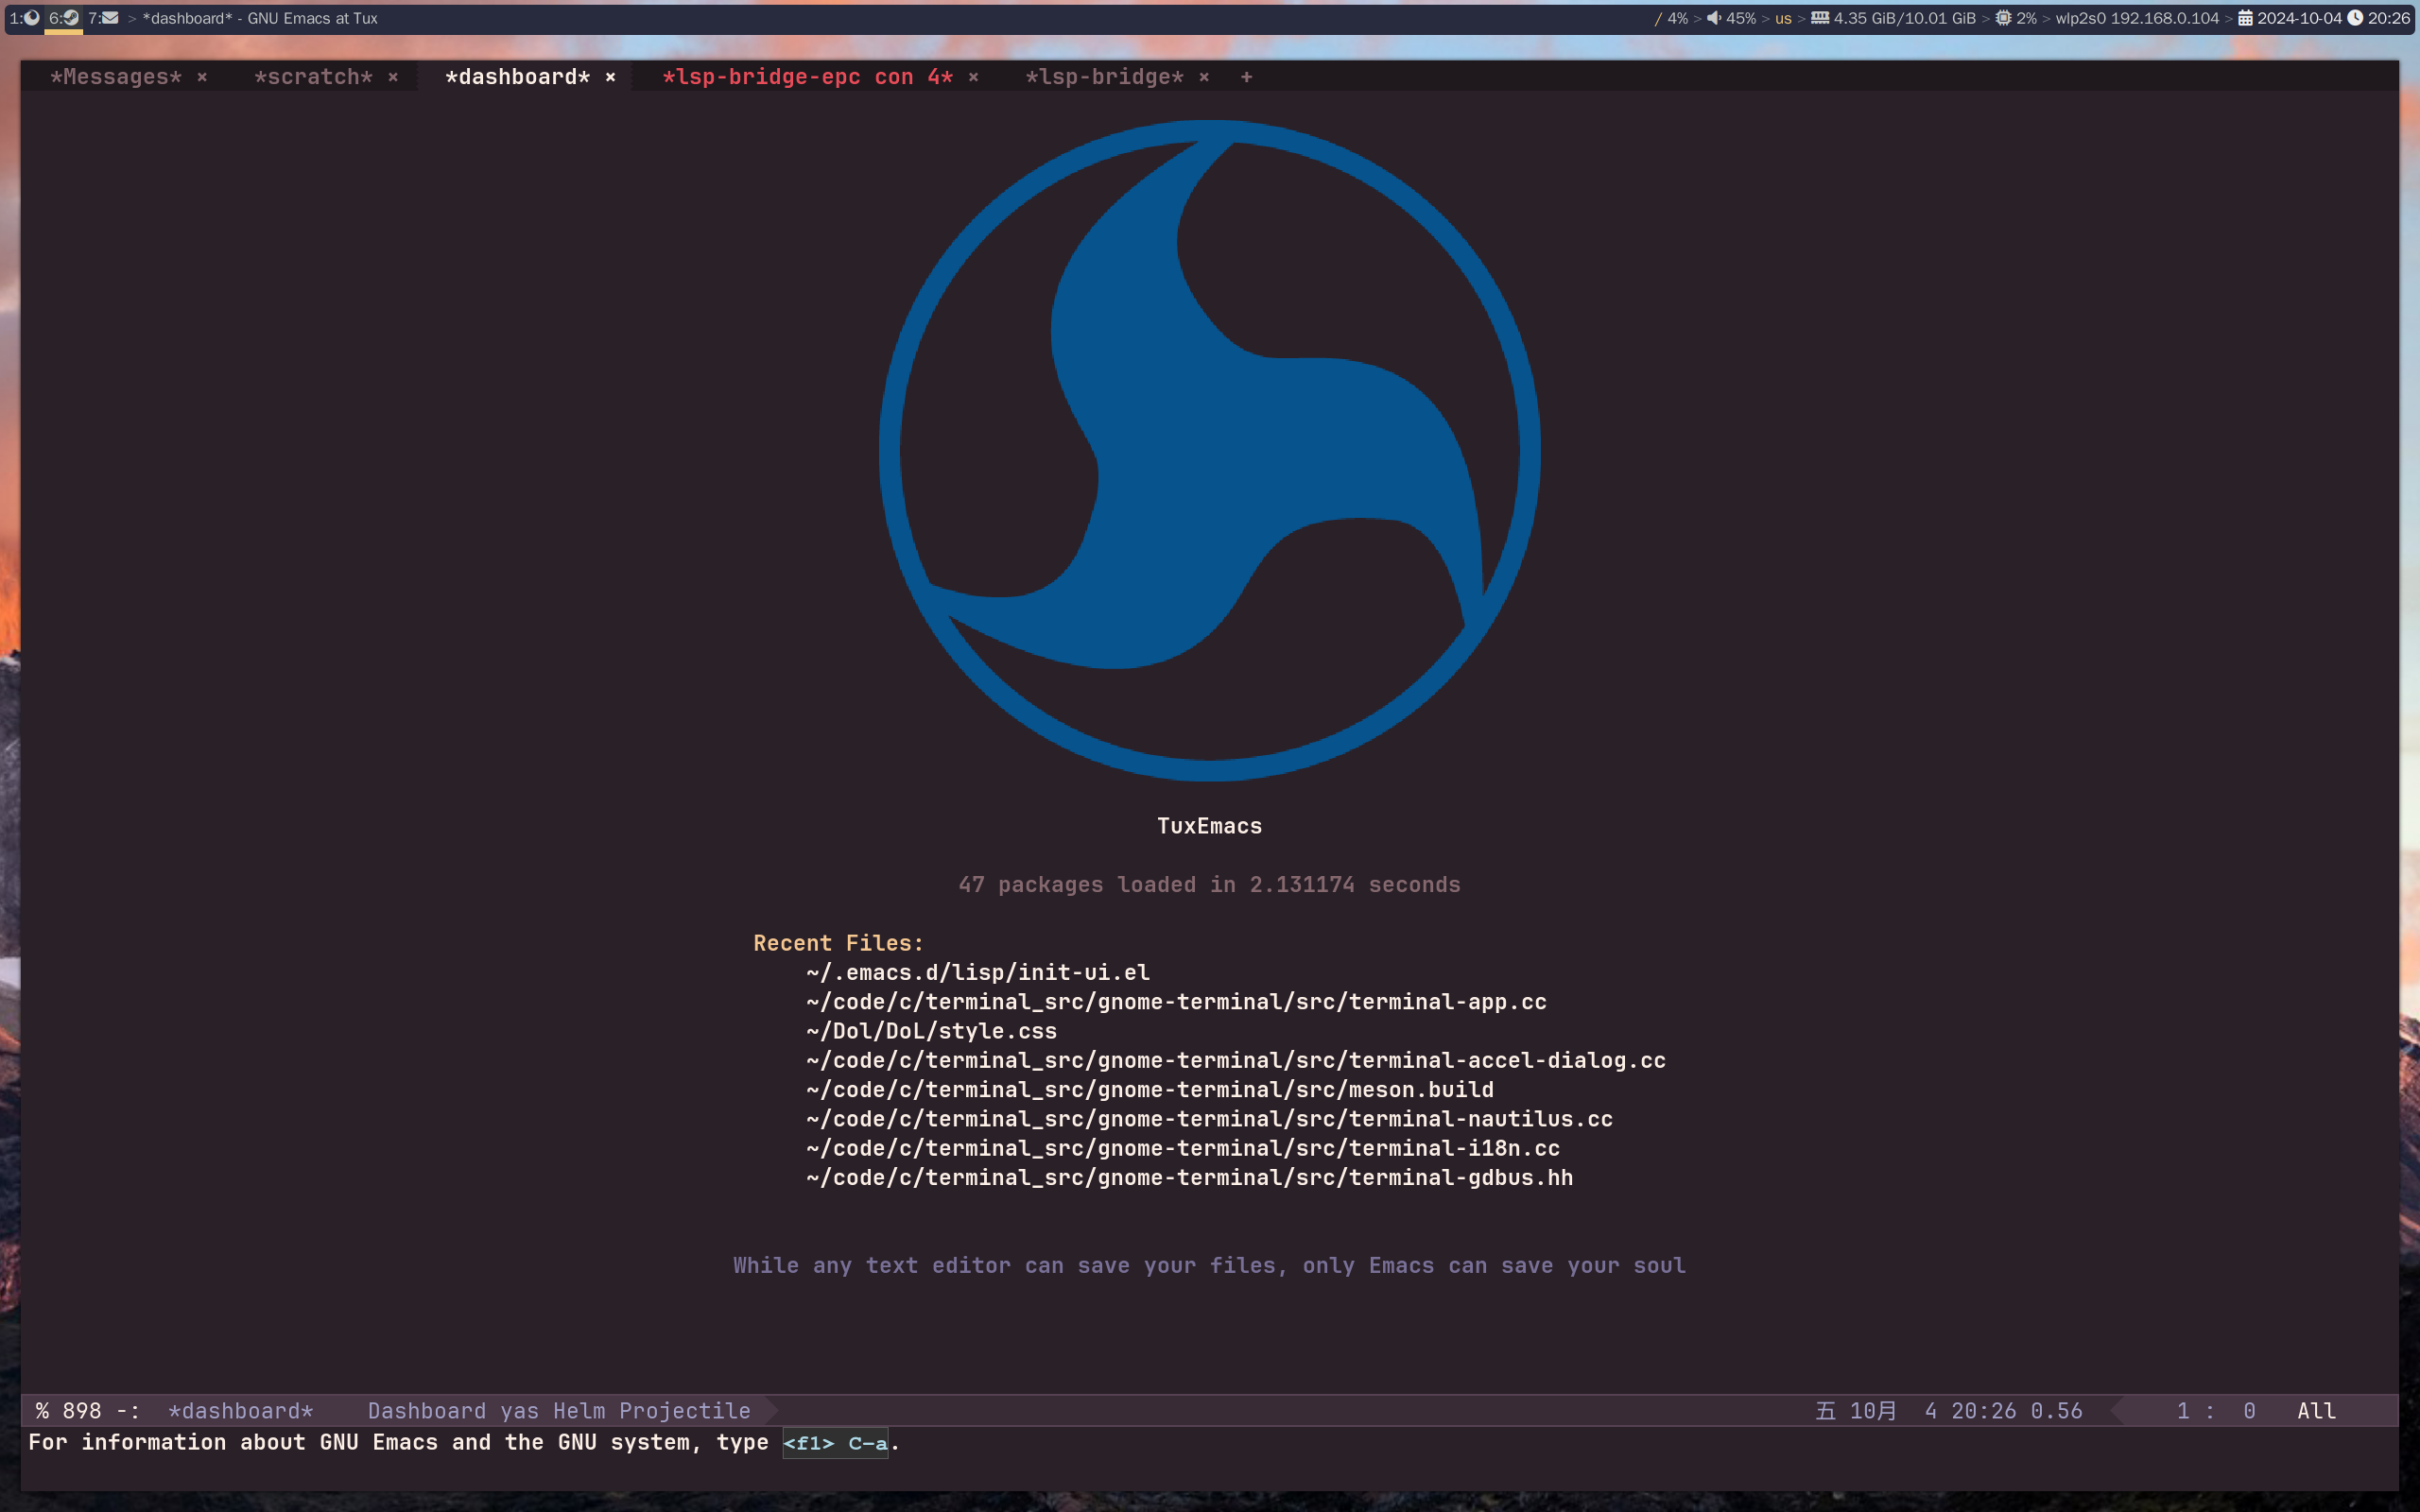 1: 6: 7: > *dashboard* - GNU Emacs at Tux
/ 4% > 45% > us > 4.35 GiB/10.01 GiB > 2% > wlp2s0 192.168.0.104 > 2024-10-04 20:26
*Messages* × *scratch* × *dashboard* × *lsp-bridge-epc con 4* × *lsp-bridge* × +
TuxEmacs
47 packages loaded in 2.131174 seconds
Recent Files:
~/.emacs.d/lisp/init-ui.el
~/code/c/terminal_src/gnome-terminal/src/terminal-app.cc
~/Dol/DoL/style.css
~/code/c/terminal_src/gnome-terminal/src/terminal-accel-dialog.cc
~/code/c/terminal_src/gnome-terminal/src/meson.build
~/code/c/terminal_src/gnome-terminal/src/terminal-nautilus.cc
~/code/c/terminal_src/gnome-terminal/src/terminal-i18n.cc
~/code/c/terminal_src/gnome-terminal/src/terminal-gdbus.hh
While any text editor can save your files, only Emacs can save your soul
% 898 -: *dashboard* Dashboard yas Helm Projectile 五 10月 4 20:26 0.56 1 : 0 All
For information about GNU Emacs and the GNU system, type <f1> C-a.